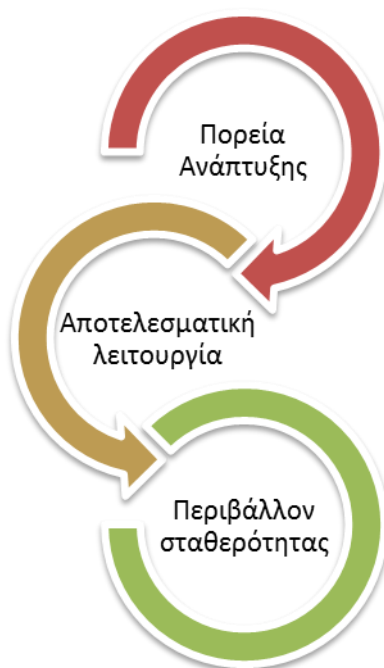 Πορεία
Ανάπτυξης
Αποτελεσματική
λειτουργία
Περιβάλλον
σταθερότητας